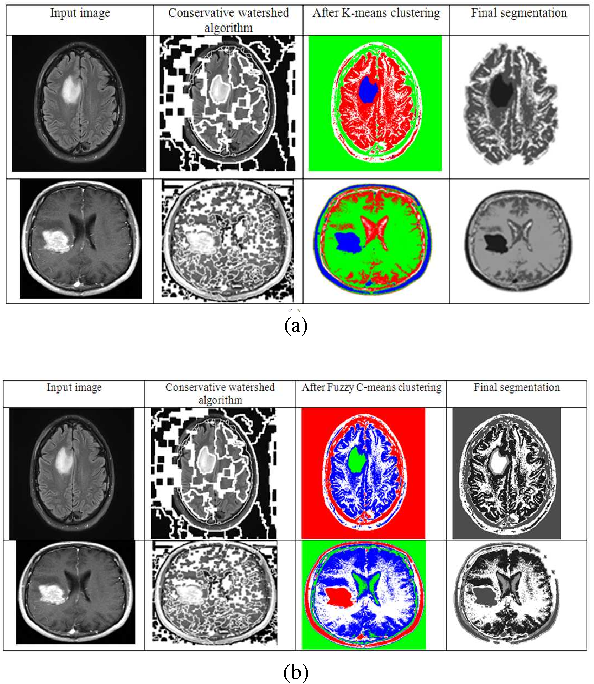 Input image
Conservative watershed algorithm
After K-means clustering
Final segmentation
(a)
Input image
Conservative watershed algorithm
After Fuzzy C-means clustering
Final segmentation
(b)